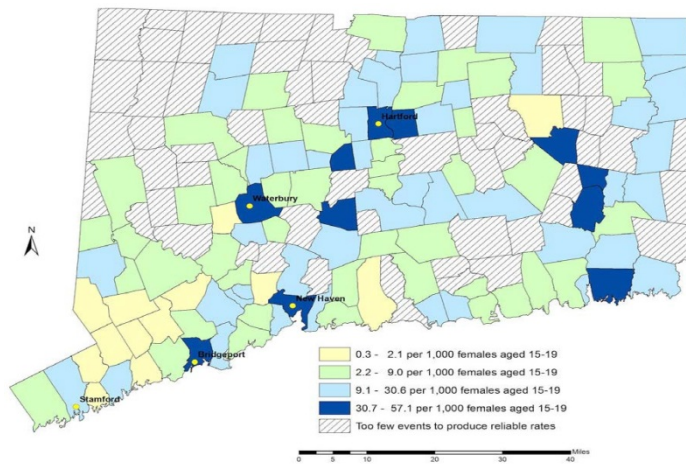 Hartford
Waterbury
N
New Haven
Bridgeport
Stamford
0.3 - 2.1 per 1,000 females aged 15-19
2.2 - 9.0 per 1,000 females aged 15-19
9.1 - 30.6 per 1,000 females aged 15-19
30.7 - 57.1 per 1,000 females aged 15-19
Too few events to produce reliable rates
Miles
0 5 10 20 30 40